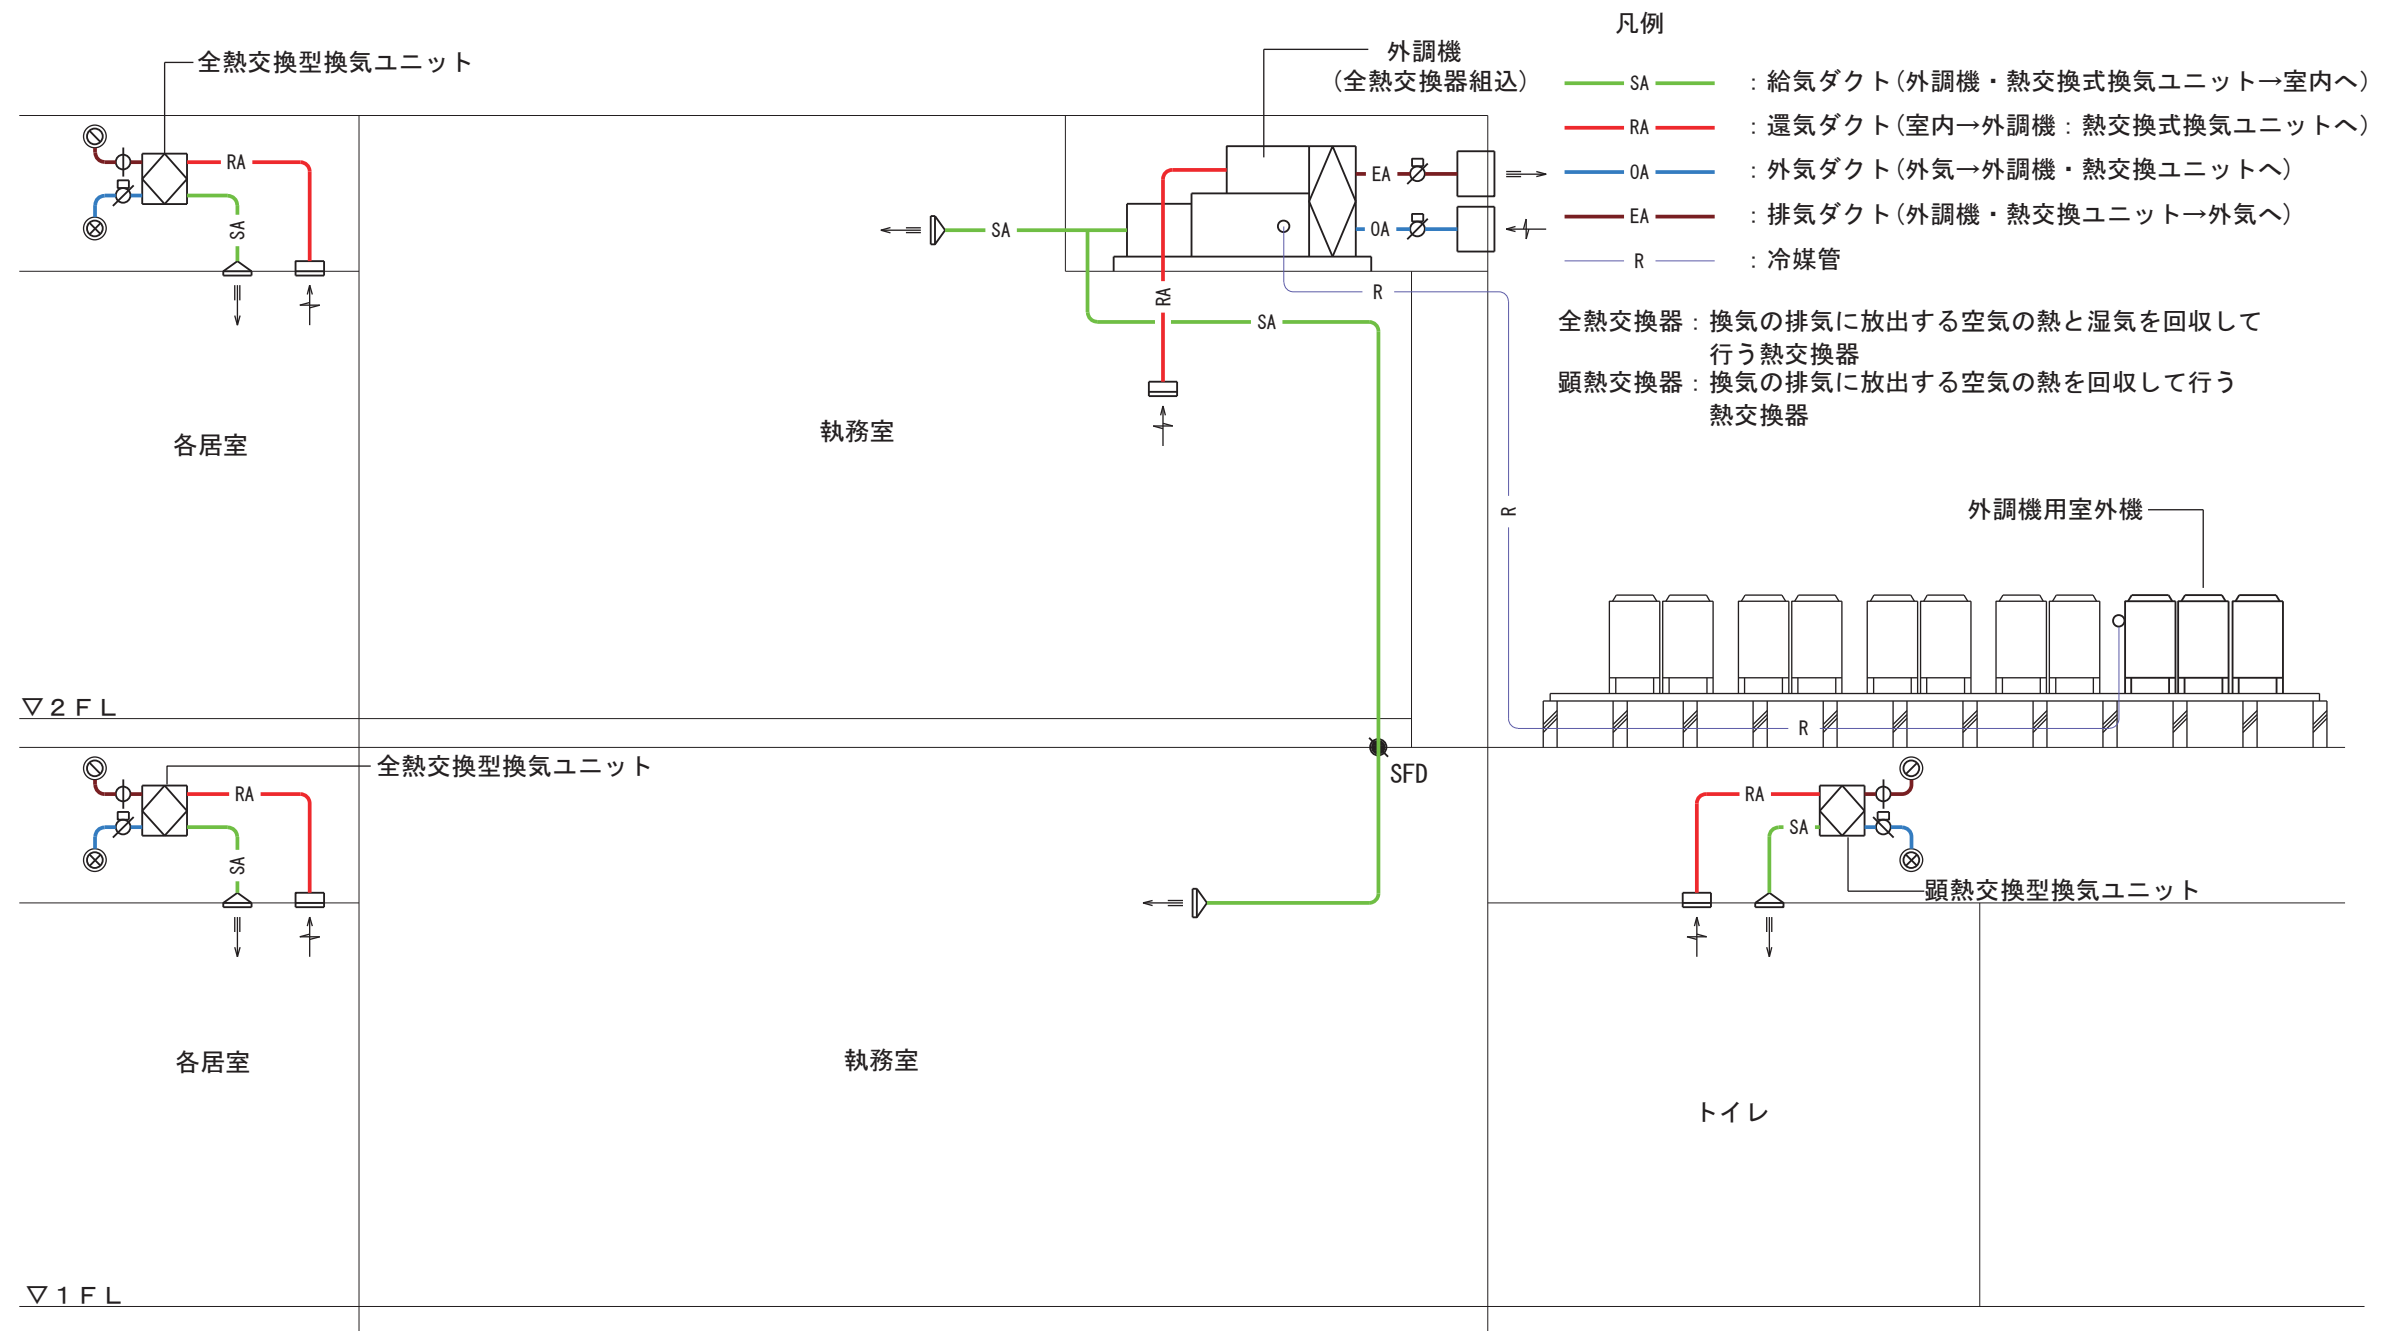 凡例
全熱交換型換気ユニット
外調機
(全熱交換器組込)
SA
：給気ダクト(外調機・熱交換式換気ユニット→室内へ)
RA
：還気ダクト(室内→外調機：熱交換式換気ユニットへ)
OA
：外気ダクト(外気→外調機・熱交換ユニットへ)
EA
：排気ダクト(外調機・熱交換ユニット→外気へ)
R
：冷媒管
全熱交換器：換気の排気に放出する空気の熱と湿気を回収して
行う熱交換器
顕熱交換器：換気の排気に放出する空気の熱を回収して行う
熱交換器
RA
SA
SA
EA
OA
RA
R
SA
各居室
執務室
R
外調機用室外機
▽2FL
R
全熱交換型換気ユニット
SFD
RA
SA
RA
SA
顕熱交換型換気ユニット
各居室
執務室
トイレ
▽1FL